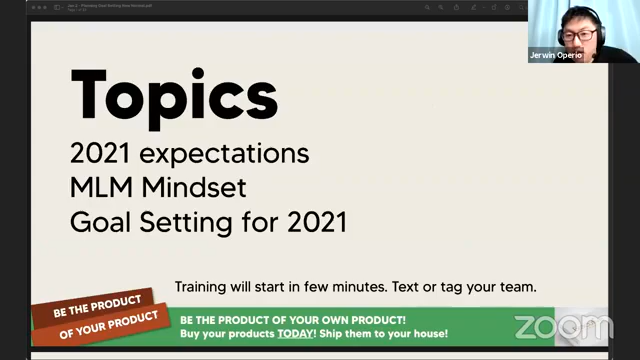 Jerwin Operio
Topics
2021 expectations
MLM Mindset
Goal Setting for 2021
Training will start in few minutes. Text or tag your team.
BE THE PRODUCT
OF YOUR PRODUCT
BE THE PRODUCT OF YOUR OWN PRODUCT!
Buy your products TODAY! Ship them to your house!
zoom